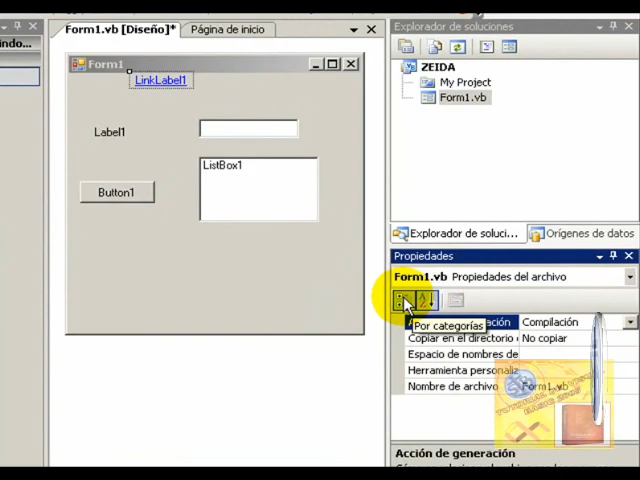 indo...
Form1.vb [Diseño]*
Página de inicio
Form1
LinkLabel1
Label1
ListBox1
Button1
Explorador de soluciones
ZEIDA
My Project
Form1.vb
Explorador de soluci...
Orígenes de datos
Propiedades
Form1.vb Propiedades del archivo
Por categorías
Compilación
Copiar en el directorio
No copiar
Espacio de nombres de
Herramienta personaliz
Nombre de archivo
Form1.vb
Acción de generación